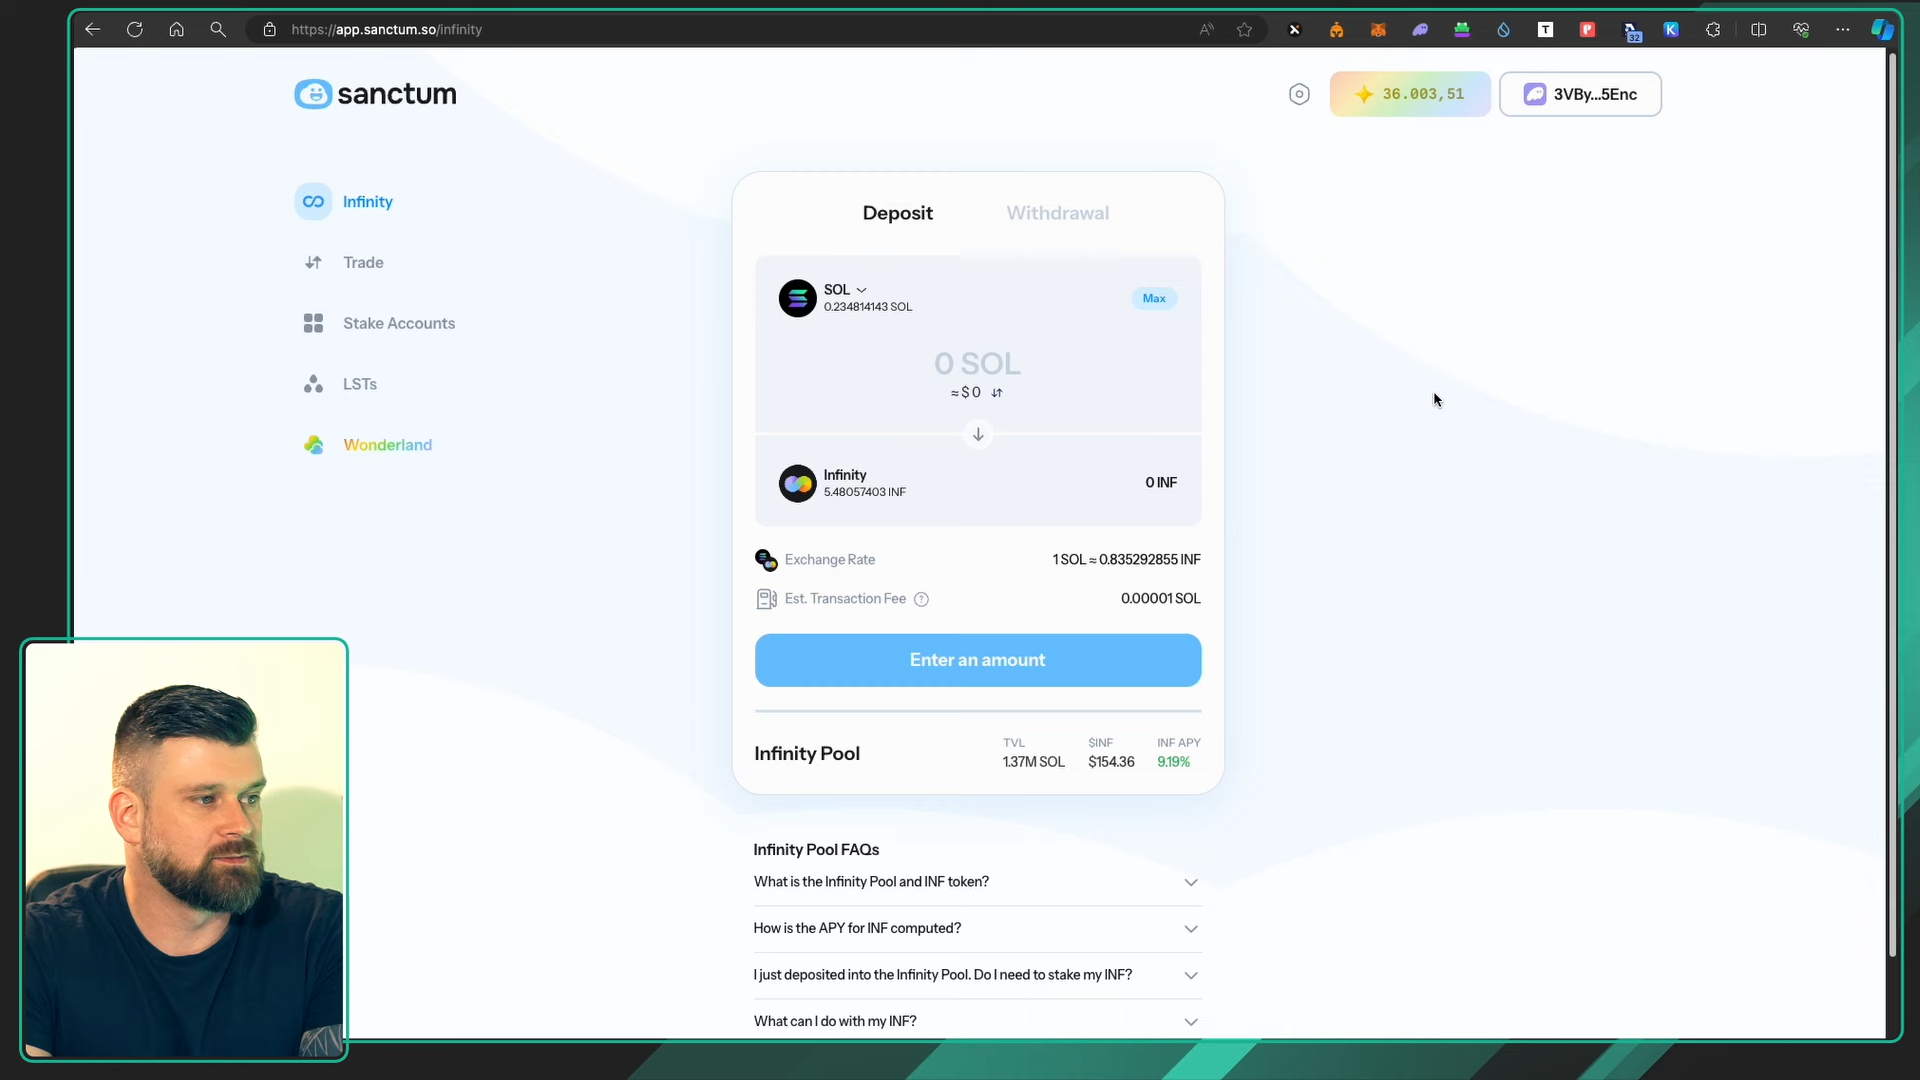 https://app.sanctum.so/infinity
32
sanctum
36.003,51
3VBy...5Enc
Infinity
Trade
Stake Accounts
LSTs
Wonderland
Deposit
Withdrawal
SOL
0.234814143 SOL
Max
0 SOL
≈ $ 0
Infinity
5.48057403 INF
0 INF
Exchange Rate
1 SOL ≈ 0.835292855 INF
Est. Transaction Fee ?
0.00001 SOL
Enter an amount
Infinity Pool
TVL
1.37M SOL
$INF
$154.36
INF APY
9.19%
Infinity Pool FAQs
What is the Infinity Pool and INF token?
How is the APY for INF computed?
I just deposited into the Infinity Pool. Do I need to stake my INF?
What can I do with my INF?